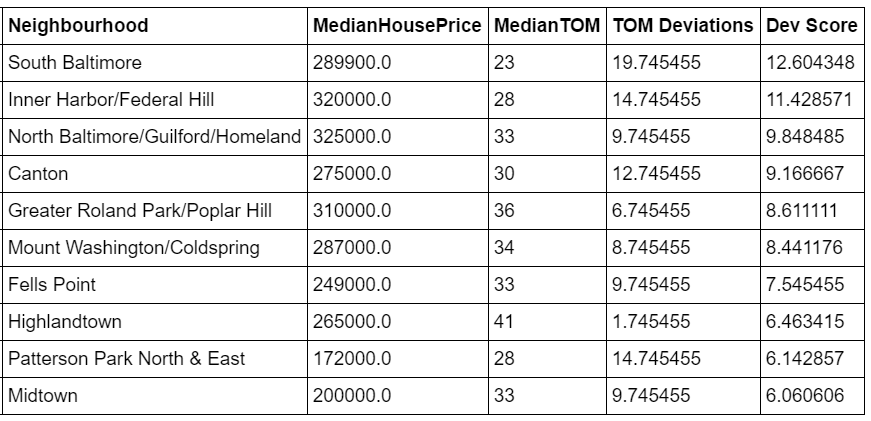 Neighbourhood MedianHousePrice MedianTOM TOM Deviations Dev Score
South Baltimore 289900.0 23 19.745455 12.604348
Inner Harbor/Federal Hill 320000.0 28 14.745455 11.428571
North Baltimore/Guilford/Homeland 325000.0 33 9.745455 9.848485
Canton 275000.0 30 12.745455 9.166667
Greater Roland Park/Poplar Hill 310000.0 36 6.745455 8.611111
Mount Washington/Coldspring 287000.0 34 8.745455 8.441176
Fells Point 249000.0 33 9.745455 7.545455
Highlandtown 265000.0 41 1.745455 6.463415
Patterson Park North & East 172000.0 28 14.745455 6.142857
Midtown 200000.0 33 9.745455 6.060606